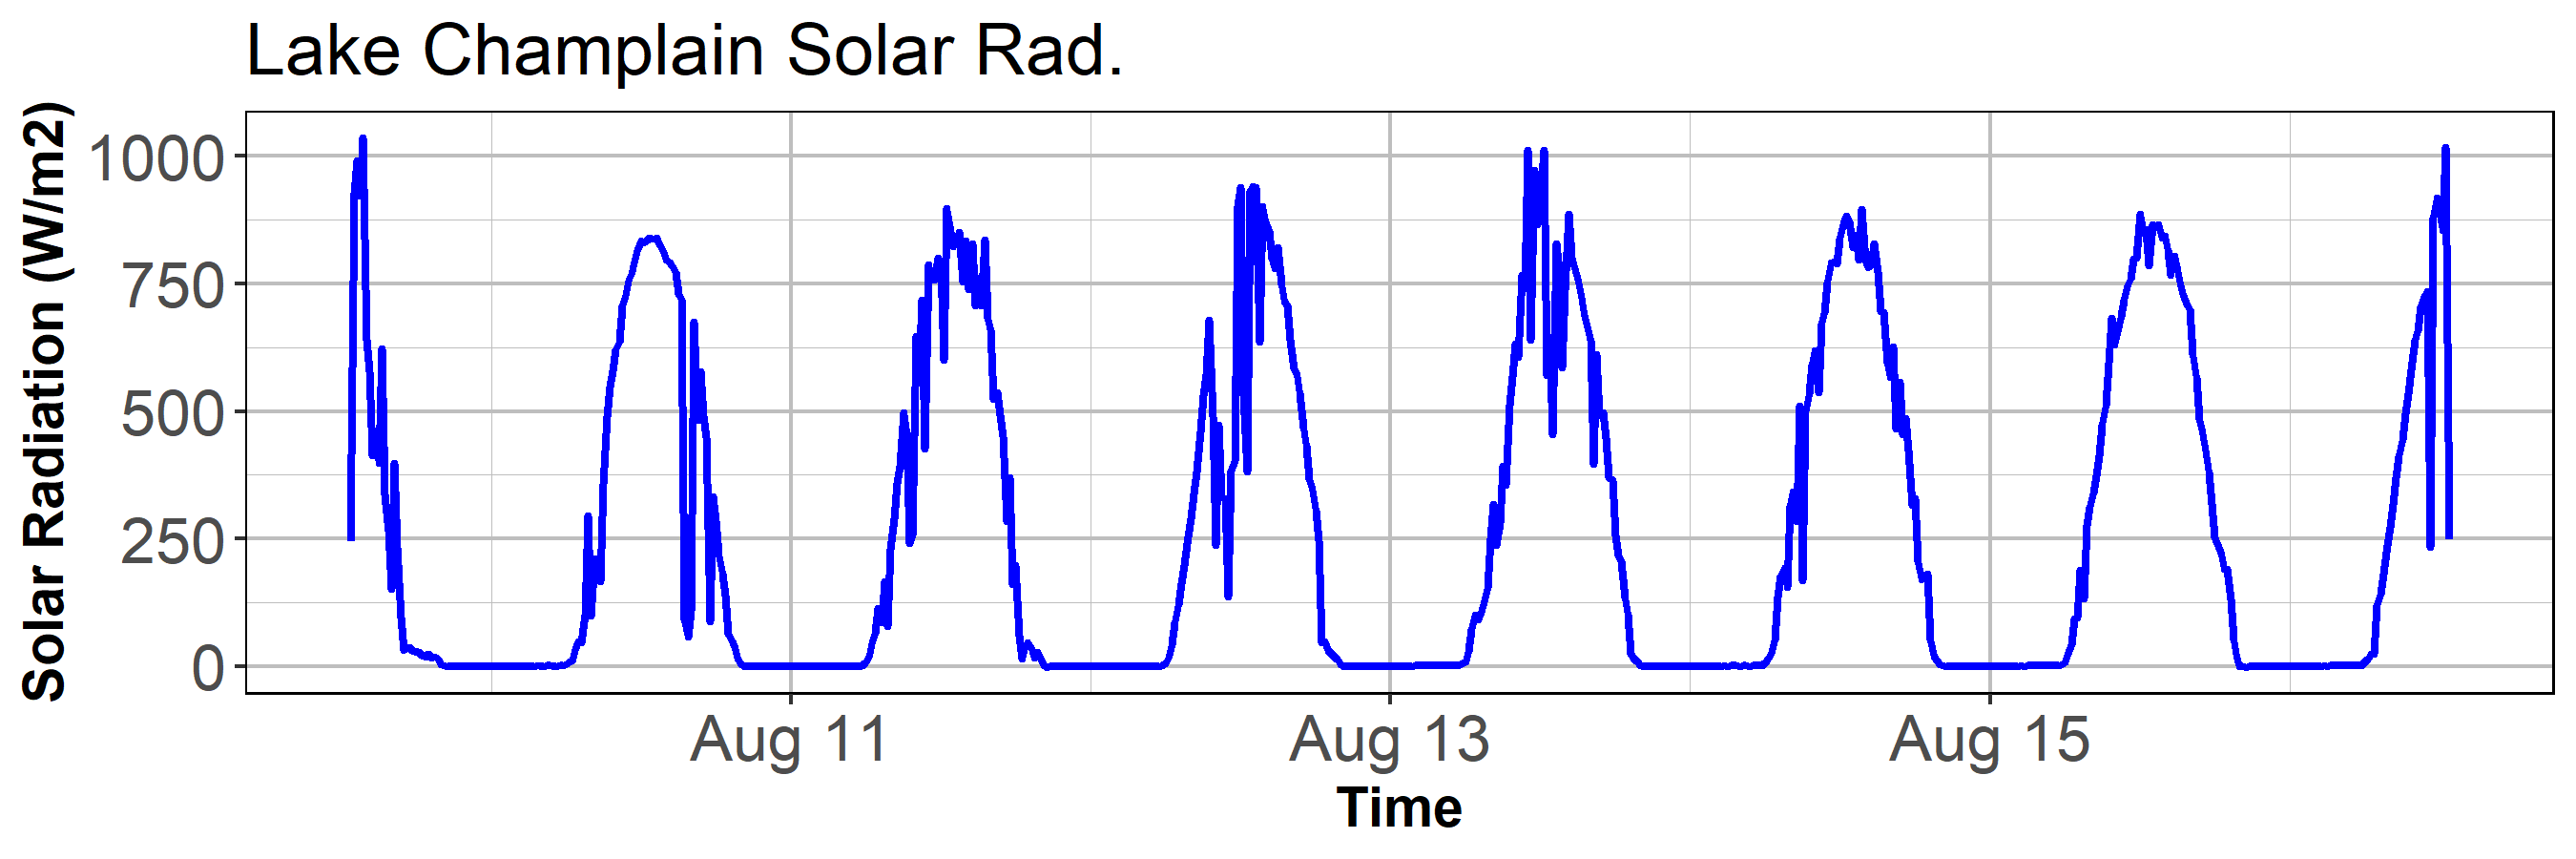 Lake Champlain Solar Rad.
Solar Radiation (W/m2)
1000
750
500
250
0
Aug 11 Aug 13 Aug 15
Time